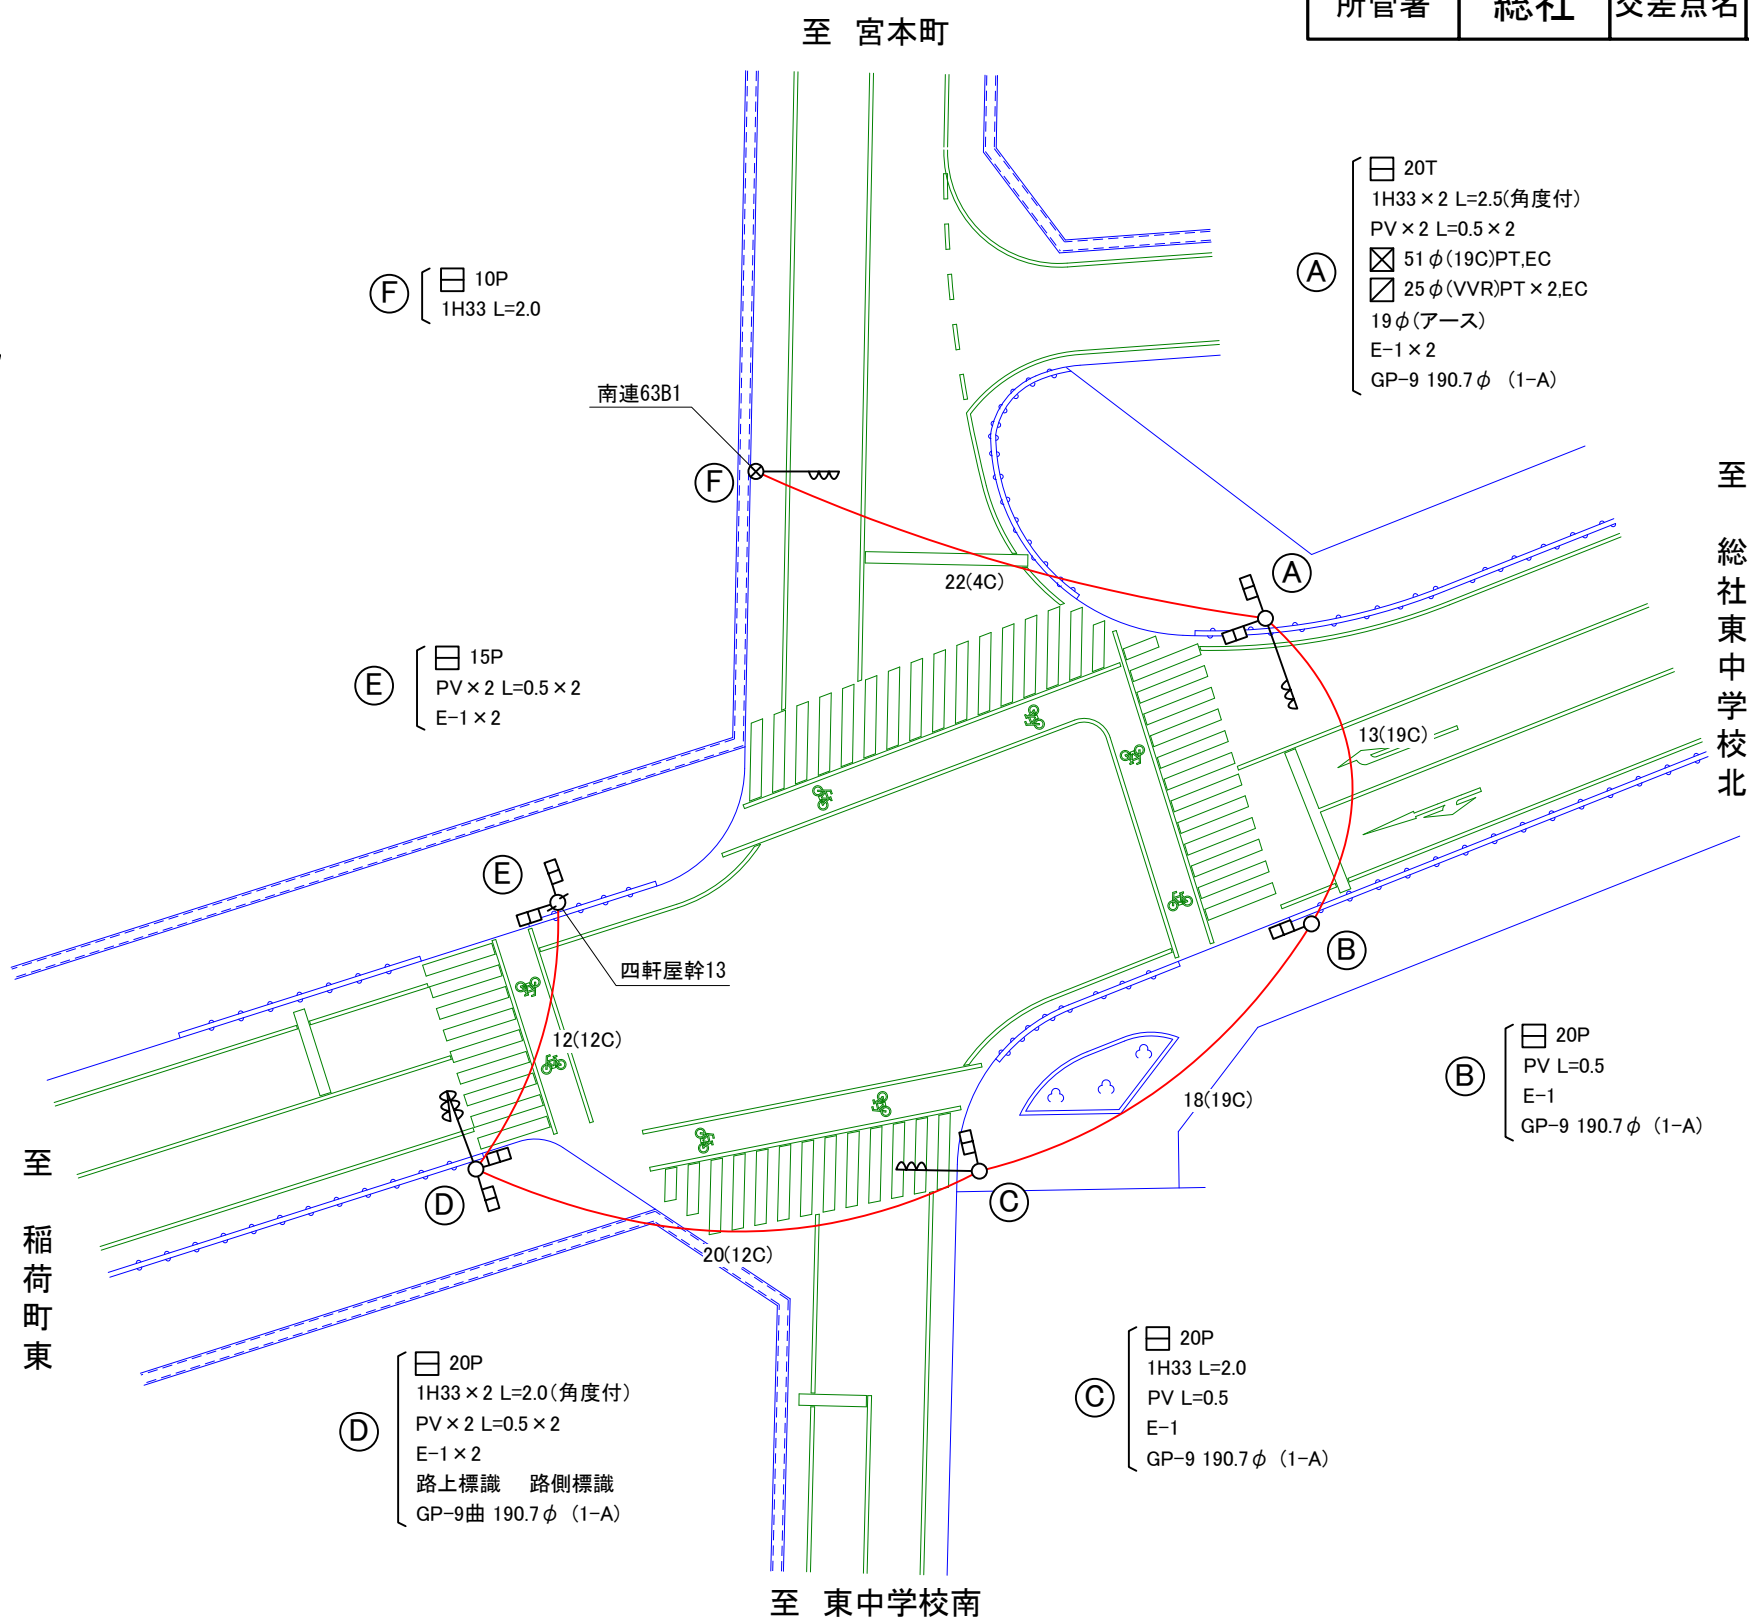 所管署 総社 交差点名
至 宮本町
Ⓐ
20T
1H33×2 L=2.5(角度付)
PV×2 L=0.5×2
51φ(19C)PT,EC
25φ(VVR)PT×2,EC
19φ(アース)
E-1×2
GP-9 190.7φ (1-A)
Ⓕ
10P
1H33 L=2.0
南連63B1
Ⓕ
至 総社東中学校北
Ⓐ
22(4C)
Ⓔ
15P
PV×2 L=0.5×2
E-1×2
13(19C)
Ⓔ
Ⓑ
四軒屋幹13
12(12C)
Ⓑ
20P
PV L=0.5
E-1
GP-9 190.7φ (1-A)
18(19C)
至 稲荷町東
Ⓓ
Ⓒ
20(12C)
Ⓓ
20P
1H33×2 L=2.0(角度付)
PV×2 L=0.5×2
E-1×2
路上標識 路側標識
GP-9曲 190.7φ (1-A)
Ⓒ
20P
1H33 L=2.0
PV L=0.5
E-1
GP-9 190.7φ (1-A)
至 東中学校南